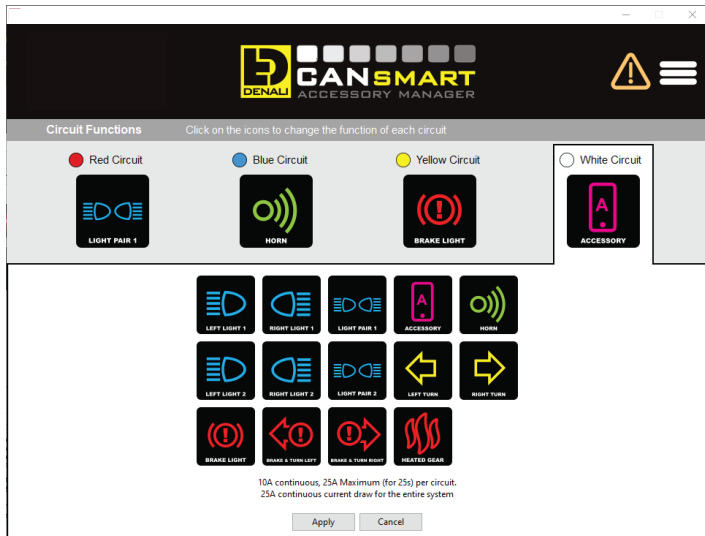 DENALI
CANSMART
ACCESSORY MANAGER
Circuit Functions Click on the icons to change the function of each circuit
Red Circuit Blue Circuit Yellow Circuit White Circuit
A
LIGHT PAIR 1 HORN BRAKE LIGHT ACCESSORY
A
LEFT LIGHT 1 RIGHT LIGHT 1 LIGHT PAIR 1 ACCESSORY HORN
LEFT LIGHT 2 RIGHT LIGHT 2 LIGHT PAIR 2 LEFT TURN RIGHT TURN
BRAKE LIGHT BRAKE & TURN LEFT BRAKE & TURN RIGHT HEATED GEAR
10A continuous, 25A Maximum (for 25s) per circuit.
25A continuous current draw for the entire system
Apply Cancel